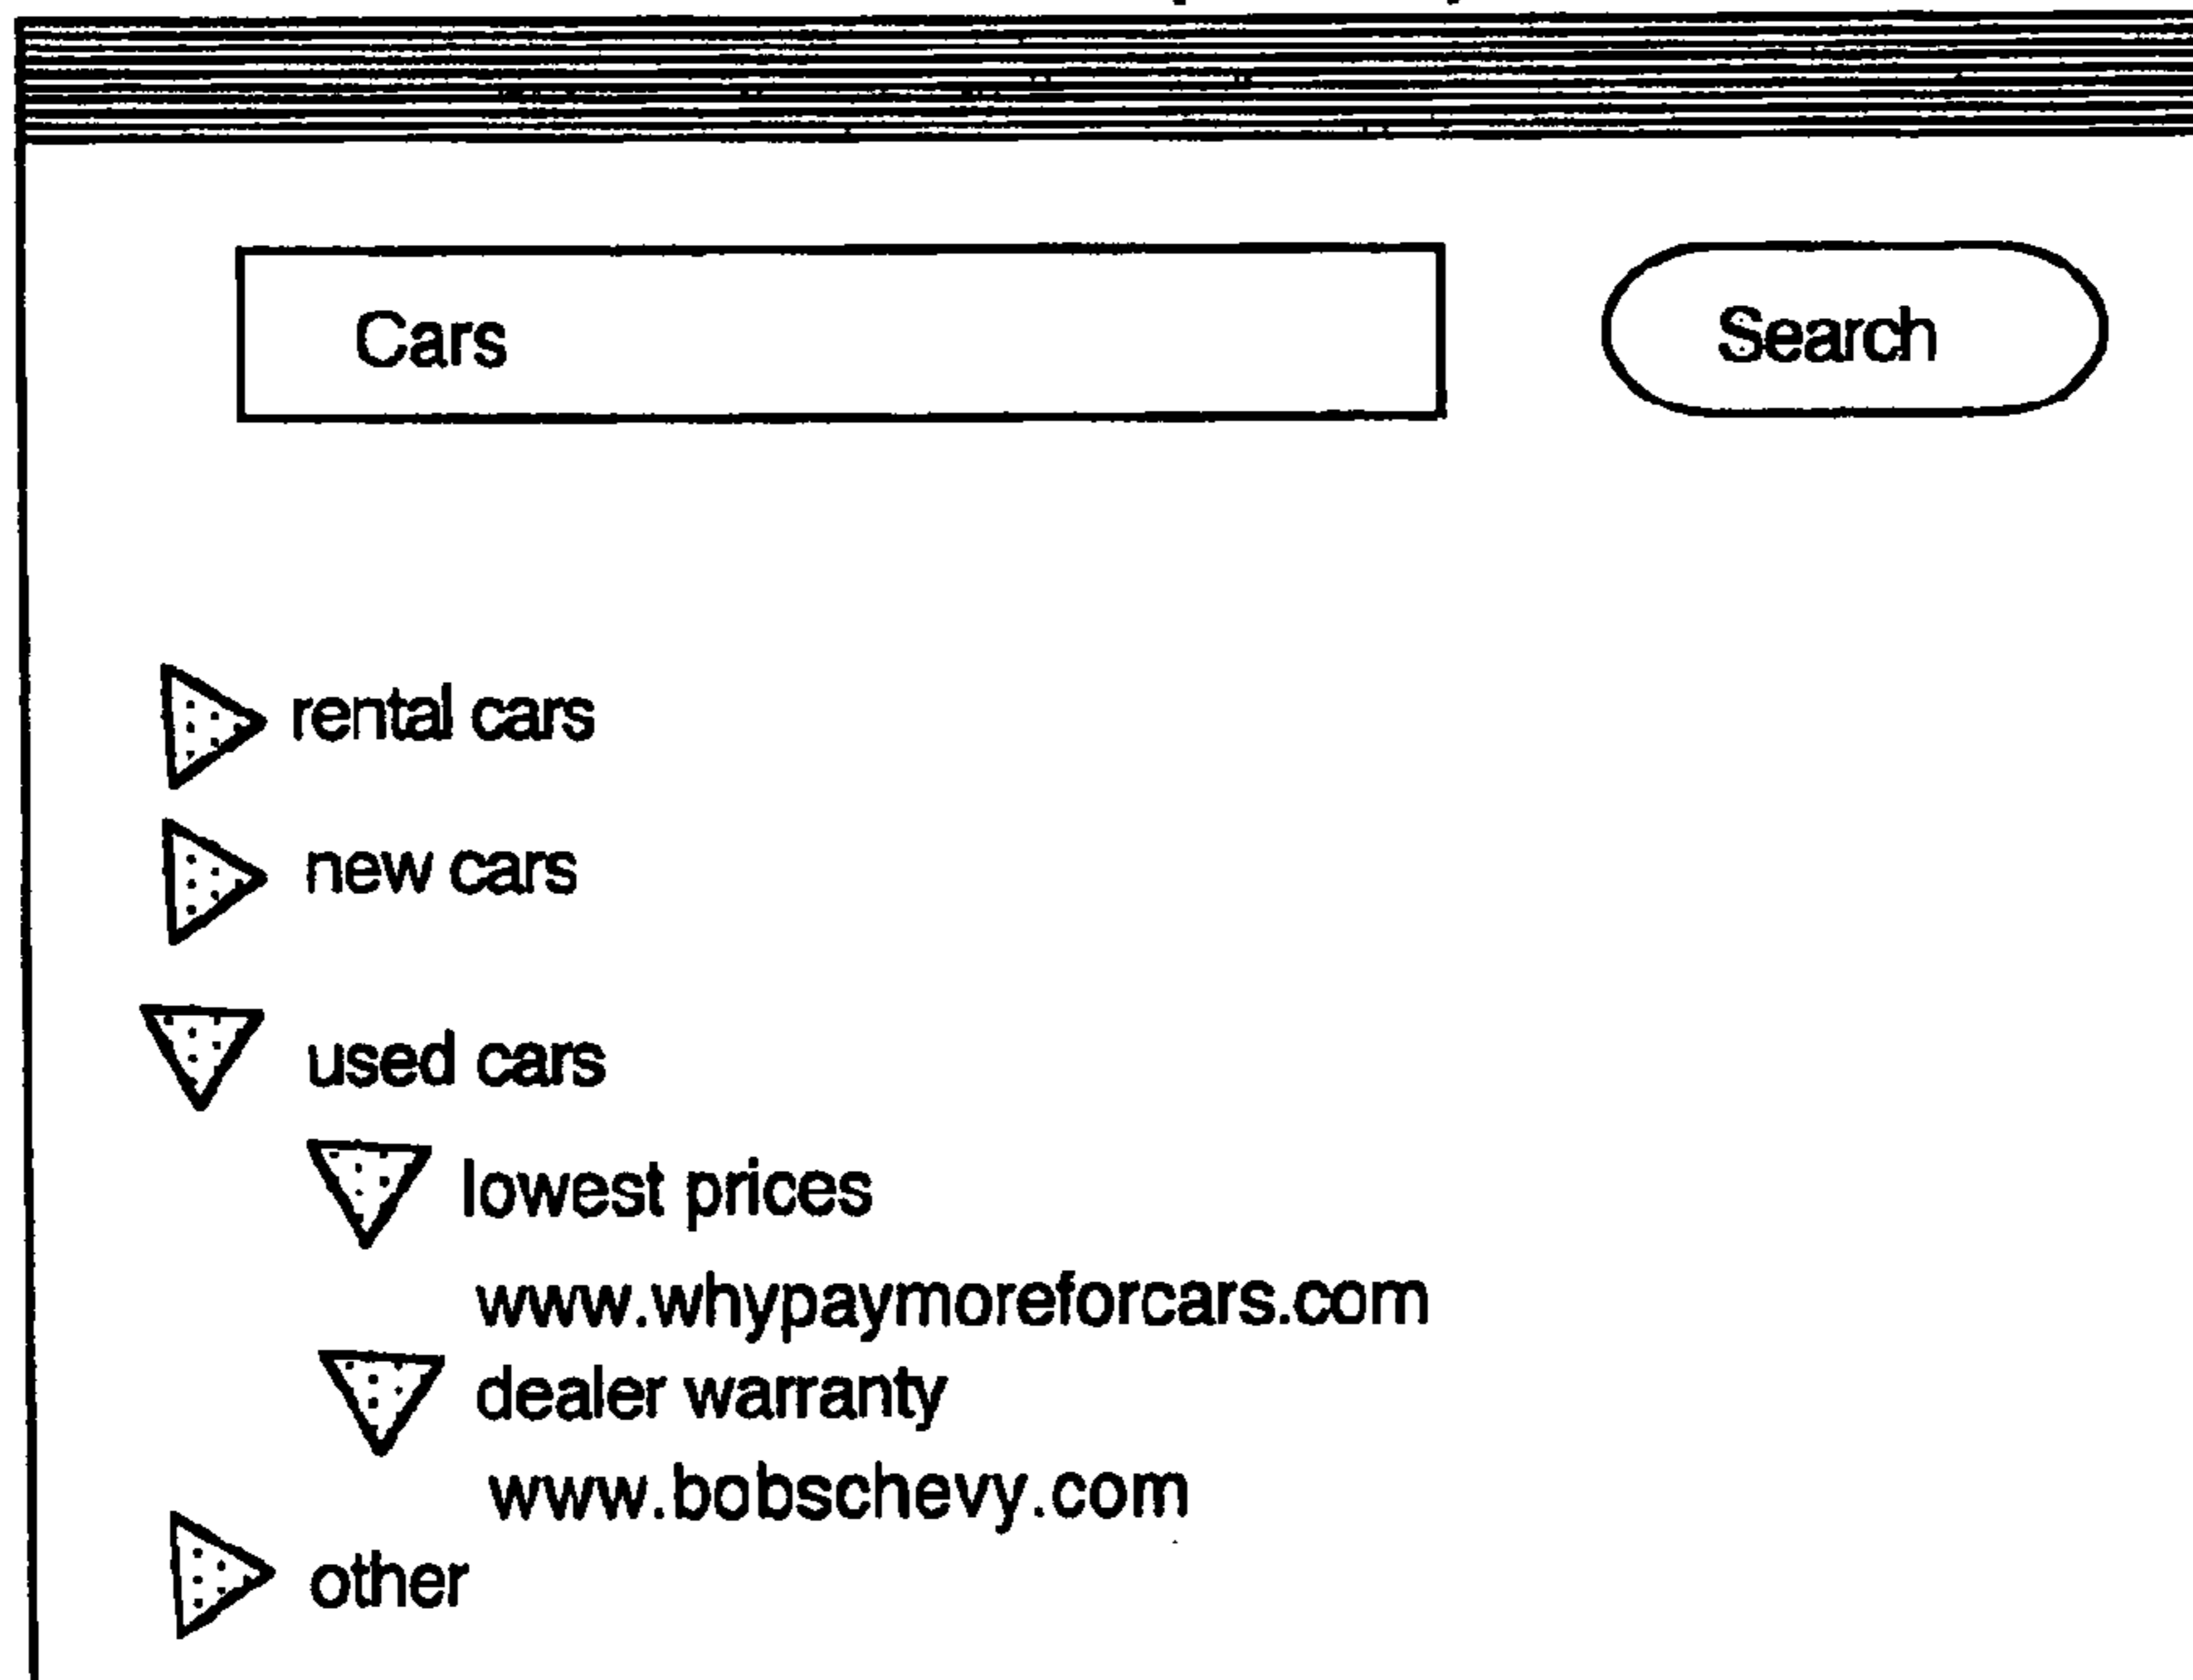 Cars
Search
rental cars
new cars
used cars
lowest prices
www.whypaymoreforcars.com
dealer warranty
www.bobschevy.com
other